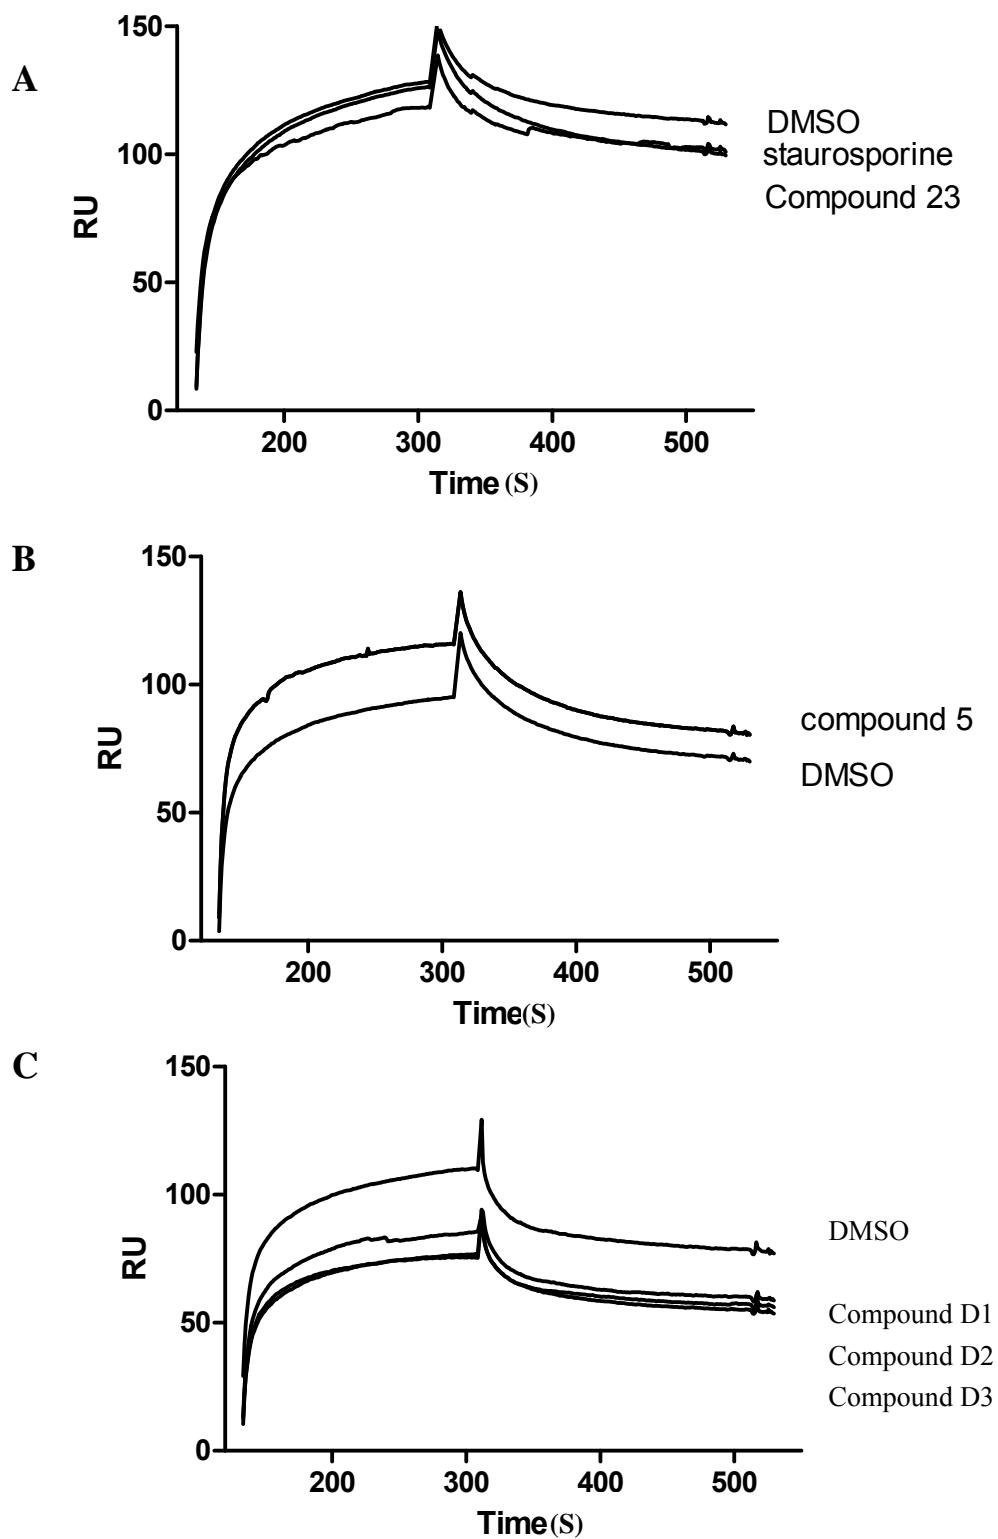 A
150
100
50
0
RU
200 300 400 500
Time (S)
DMSO
staurosporine
Compound 23
B
150
100
50
0
RU
200 300 400 500
Time(S)
compound 5
DMSO
C
150
100
50
0
RU
200 300 400 500
Time(S)
DMSO
Compound D1
Compound D2
Compound D3